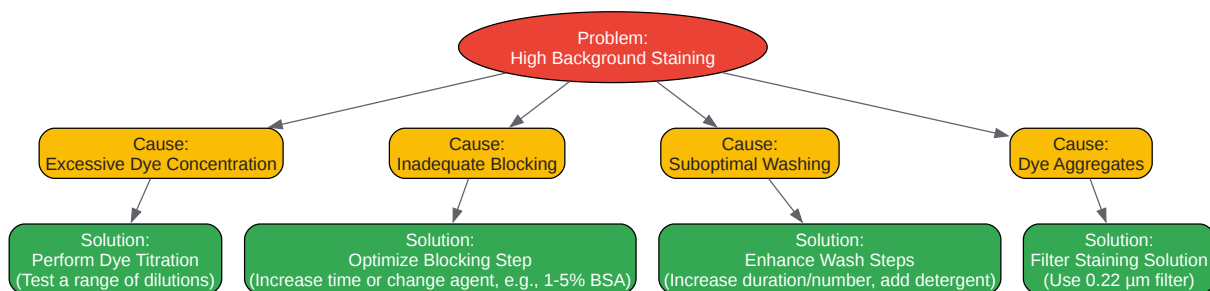 Problem:
High Background Staining
Cause:
Excessive Dye Concentration
Cause:
Inadequate Blocking
Cause:
Suboptimal Washing
Cause:
Dye Aggregates
Solution:
Perform Dye Titration
(Test a range of dilutions)
Solution:
Optimize Blocking Step
(Increase time or change agent, e.g., 1-5% BSA)
Solution:
Enhance Wash Steps
(Increase duration/number, add detergent)
Solution:
Filter Staining Solution
(Use 0.22 µm filter)